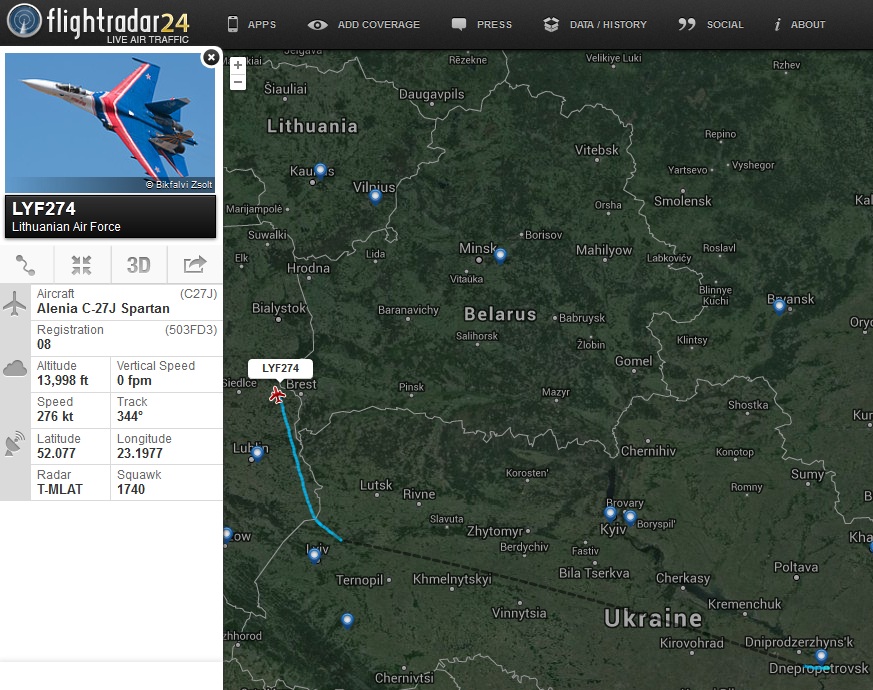 flightradar24
LIVE AIR TRAFFIC
APPS
ADD COVERAGE
PRESS
DATA / HISTORY
SOCIAL
ABOUT
© Bikfalvi Zsolt
LYF274
Lithuanian Air Force
3D
Aircraft (C27J)
Alenia C-27J Spartan
Registration (503FD3)
08
Altitude Vertical Speed
13,998 ft 0 fpm
Speed Track
276 kt 344°
Latitude Longitude
52.077 23.1977
Radar Squawk
T-MLAT 1740
+
−
Rēzekne
Velikiye Luki
Rzhev
Šiauliai
Daugavpils
Lithuania
Repino
Vitebsk
Yartsevo
Vyshegor
Vilnius
Smolensk
Marijampolė
Orsha
Suwalki
Borisov
Minsk
Mahilyow
Roslavl
Elk
Lida
Labkovičy
Hrodna
Vitaŭka
Blinnye
Kuchi
Bryansk
Bialystok
Baranavichy
Belarus
Babruysk
Salihorsk
Klintsy
Žlobin
Gomel
LYF274
Siedlce
Brest
Pinsk
Mazyr
Shostka
Lublin
Chernihiv
Konotop
Korosten'
Sumy
Lutsk
Rivne
Romny
Brovary
Slavuta
Kyiv
Boryspil'
Zhytomyr
Lviv
Berdychiv
Fastiv
Bila Tserkva
Poltava
Ternopil
Khmelnytskyi
Cherkasy
Vinnytsia
Kremenchuk
Ukraine
Kirovohrad
Dniprodzerzhyns'k
Dnepropetrovsk
Chernivtsi